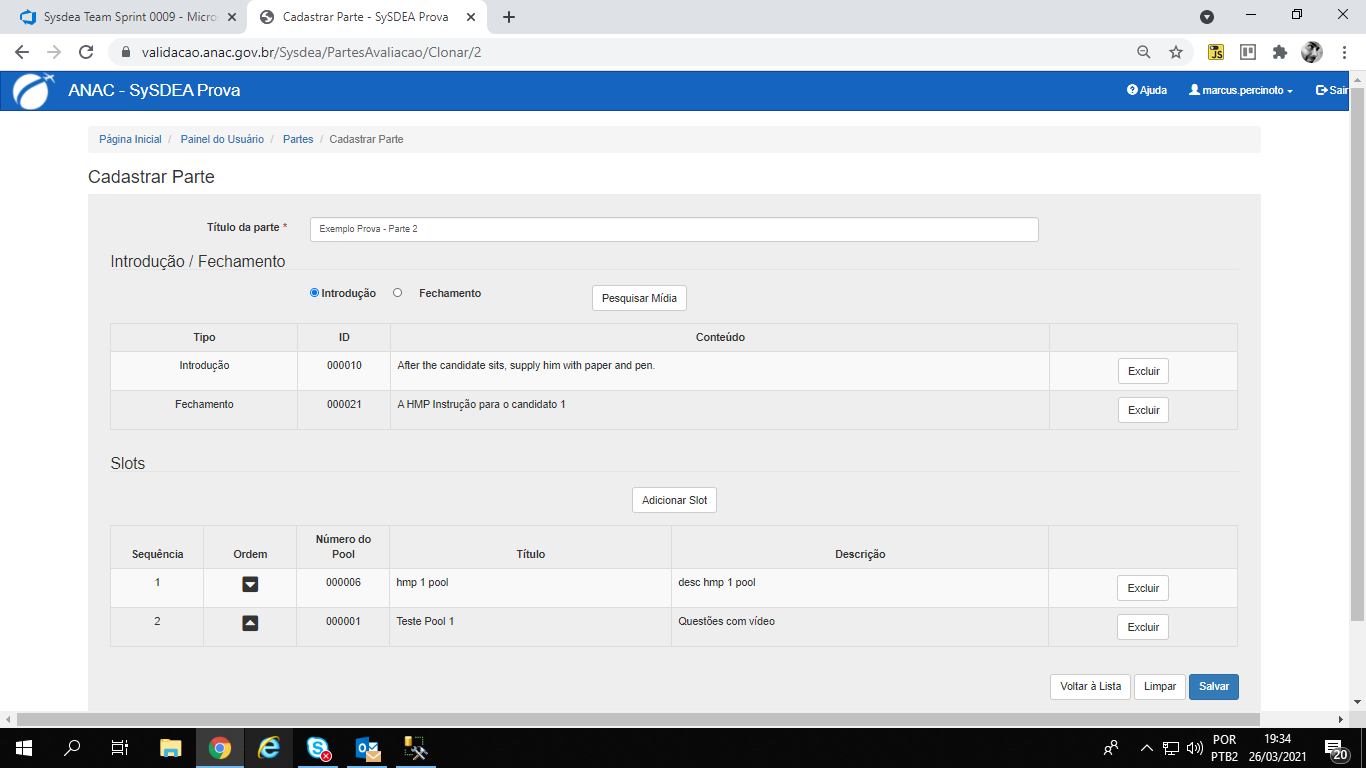 Sysdea Team Sprint 0009 - Micro
Cadastrar Parte - SySDEA Prova
validacao.anac.gov.br/Sysdea/PartesAvaliacao/Clonar/2
JS
ANAC - SySDEA Prova
Ajuda
marcus.percinoto
Sair
Página Inicial / Painel do Usuário / Partes / Cadastrar Parte
Cadastrar Parte
Título da parte *
Exemplo Prova - Parte 2
Introdução / Fechamento
Introdução
Fechamento
Pesquisar Mídia
Tipo ID Conteúdo
Introdução 000010 After the candidate sits, supply him with paper and pen. Excluir
Fechamento 000021 A HMP Instrução para o candidato 1 Excluir
Slots
Adicionar Slot
Sequência Ordem Número do Pool Título Descrição
1 000006 hmp 1 pool desc hmp 1 pool Excluir
2 000001 Teste Pool 1 Questões com vídeo Excluir
Voltar à Lista Limpar Salvar
POR 19:34
PTB2 26/03/2021 20